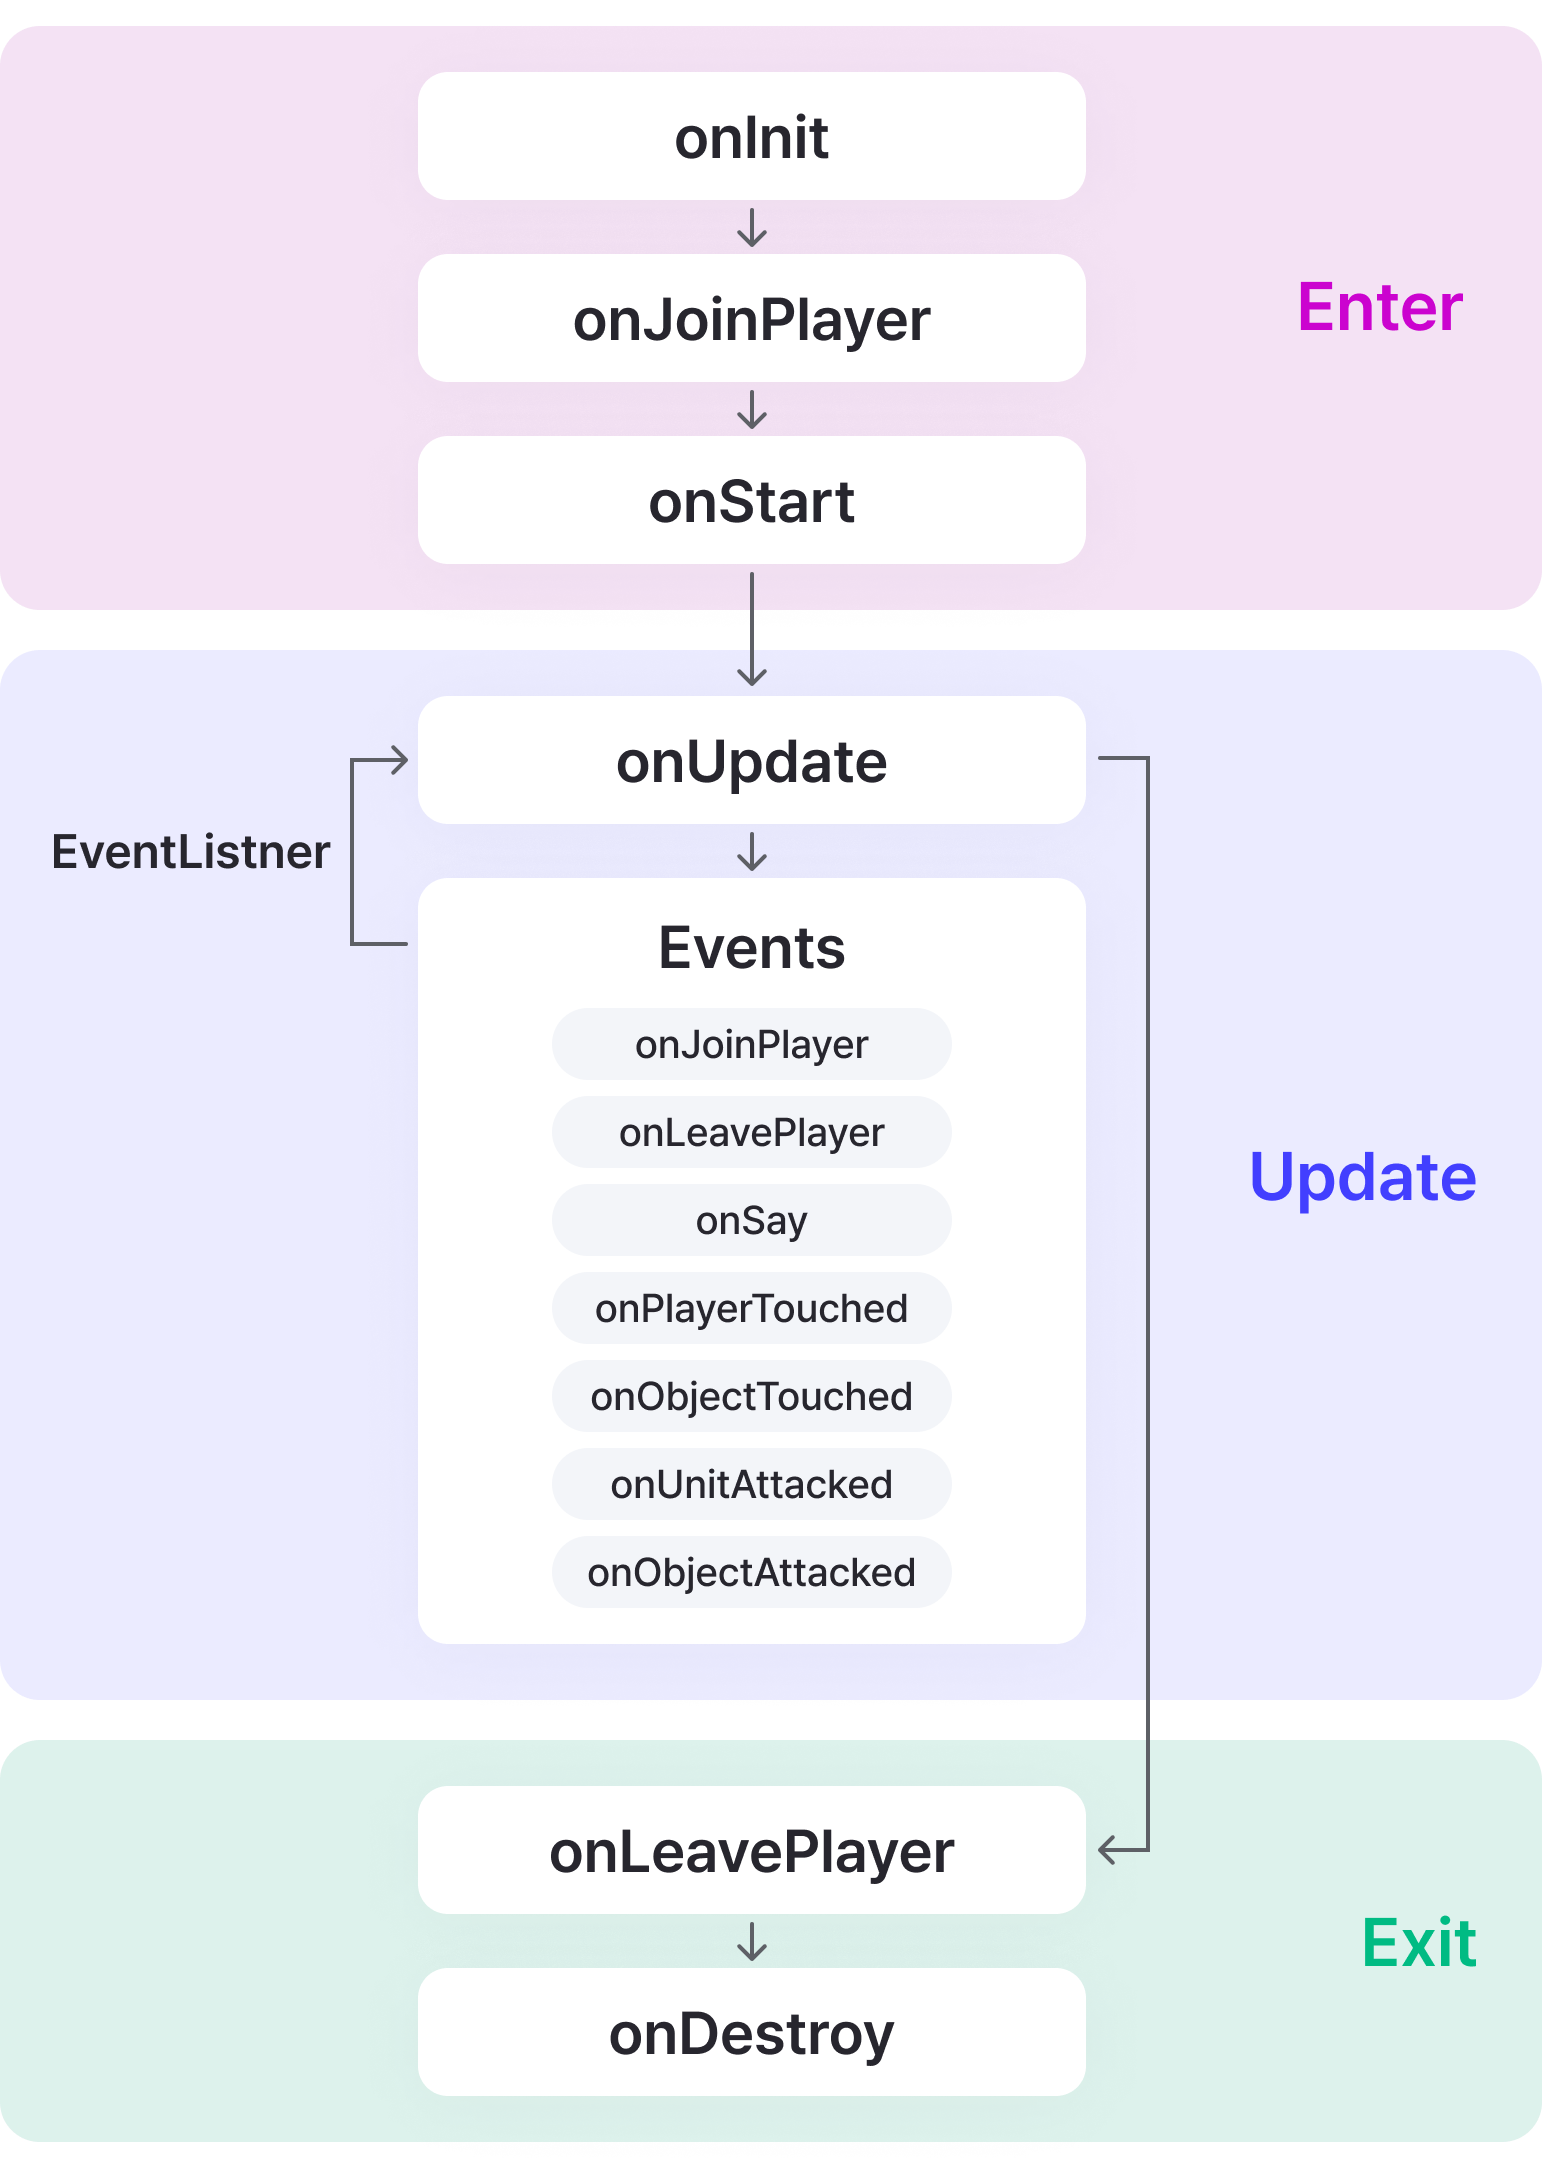 onInit
onJoinPlayer
Enter
onStart
onUpdate
EventListner
Events
onJoinPlayer
onLeavePlayer
onSay
onPlayerTouched
onObjectTouched
onUnitAttacked
onObjectAttacked
Update
onLeavePlayer
Exit
onDestroy